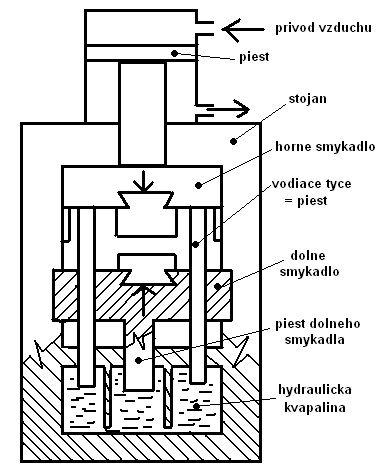 privod vzduchu
piest
stojan
horne smykadlo
vodiace tyce
= piest
dolne
smykadlo
piest dolneho
smykadla
hydraulicka
kvapalina